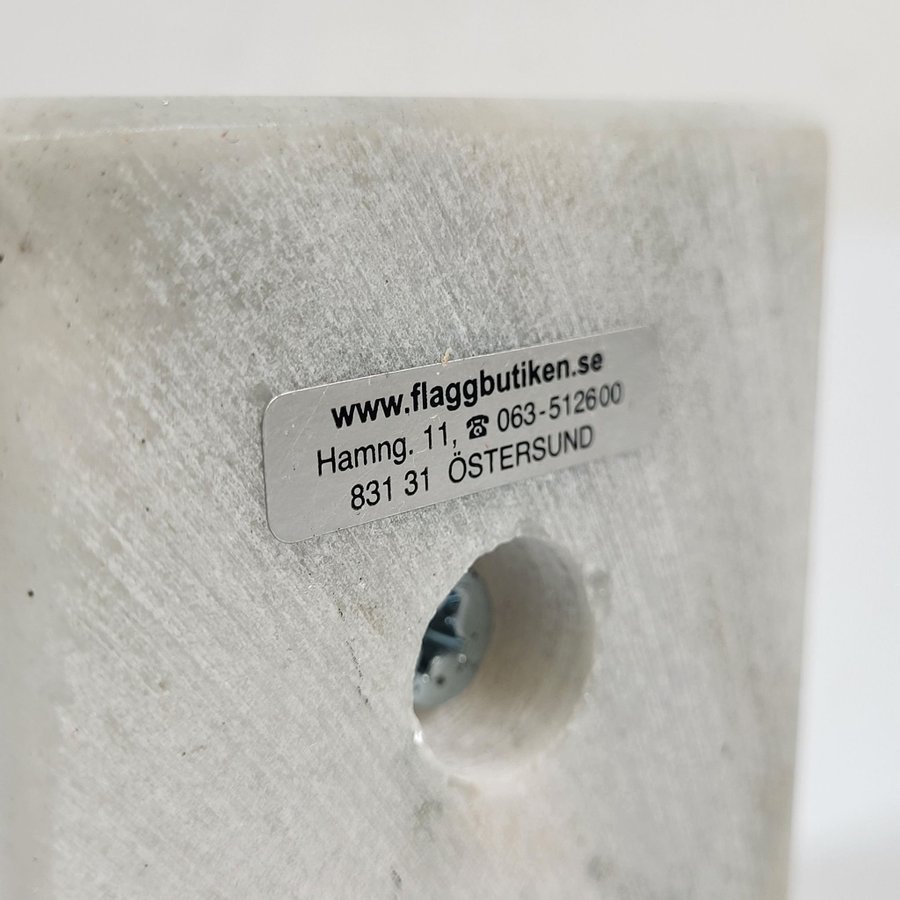 www.flaggbutiken.se
Hamng. 11, ☎ 063-512600
831 31 ÖSTERSUND